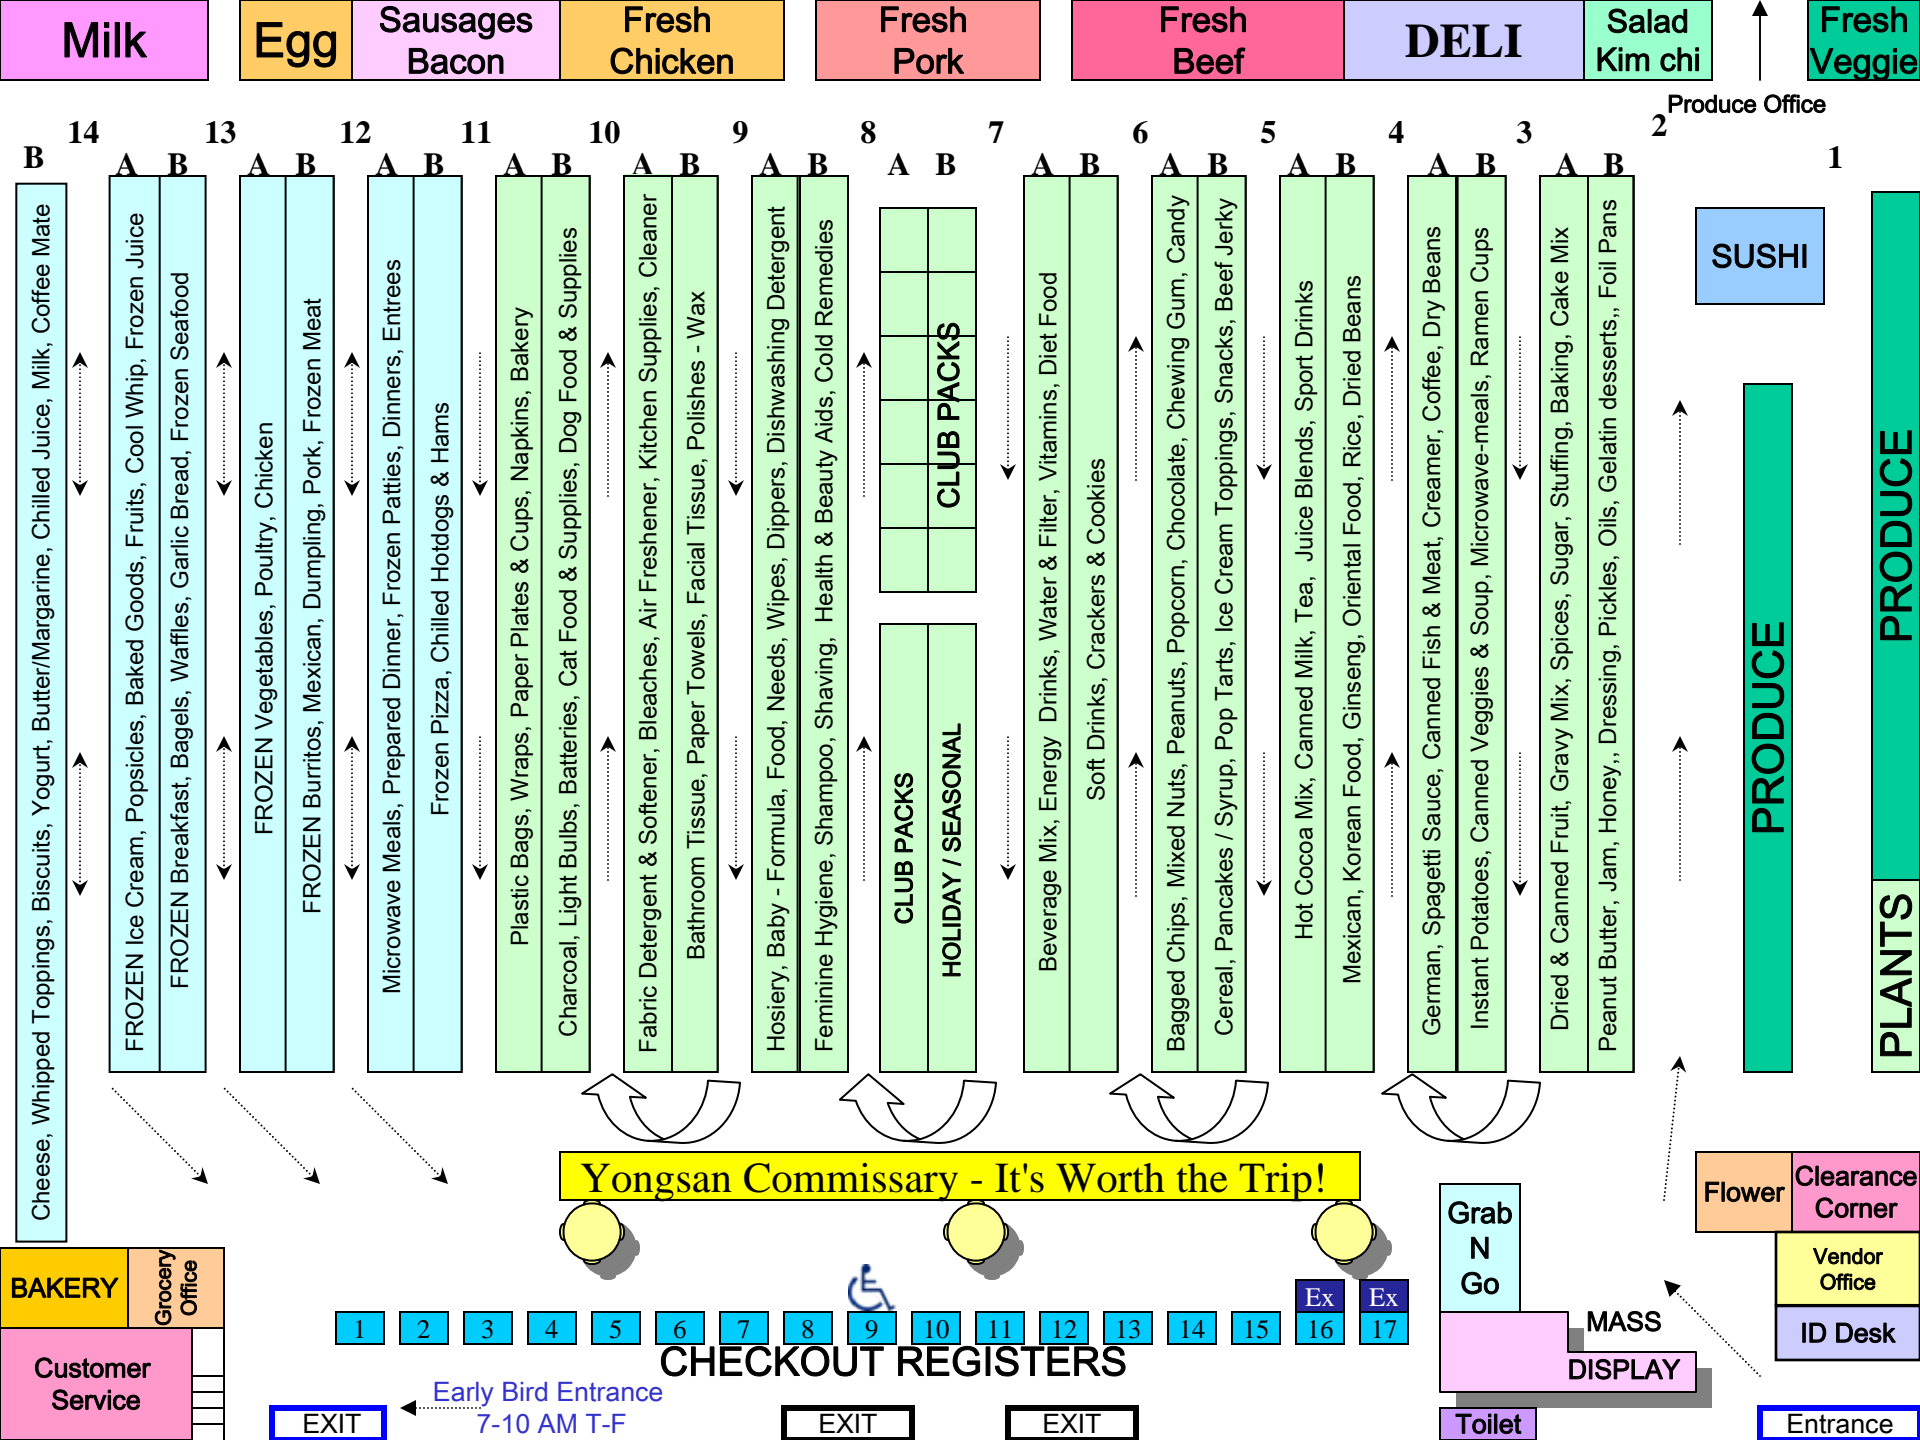 Milk
Egg
Sausages
Bacon
Fresh
Chicken
Fresh
Pork
Fresh
Beef
DELI
Salad
Kim chi
Fresh
Veggie
Produce Office
14
13
12
11
10
9
8
7
6
5
4
3
2
1
B
A
B
A
B
A
B
A
B
A
B
A
B
A
B
A
B
A
B
A
B
A
B
A
B
Cheese, Whipped Toppings, Biscuits, Yogurt, Butter/Margarine, Chilled Juice, Milk, Coffee Mate
FROZEN Ice Cream, Popsicles, Baked Goods, Fruits, Cool Whip, Frozen Juice
FROZEN Breakfast, Bagels, Waffles, Garlic Bread, Frozen Seafood
FROZEN Vegetables, Poultry, Chicken
FROZEN Burritos, Mexican, Dumpling, Pork, Frozen Meat
Microwave Meals, Prepared Dinner, Frozen Patties, Dinners, Entrees
Frozen Pizza, Chilled Hotdogs & Hams
Plastic Bags, Wraps, Paper Plates & Cups, Napkins, Bakery
Charcoal, Light Bulbs, Batteries, Cat Food & Supplies, Dog Food & Supplies
Fabric Detergent & Softener, Bleaches, Air Freshener, Kitchen Supplies, Cleaner
Bathroom Tissue, Paper Towels, Facial Tissue, Polishes - Wax
Hosiery, Baby - Formula, Food, Needs, Wipes, Dippers, Dishwashing Detergent
Feminine Hygiene, Shampoo, Shaving, Health & Beauty Aids, Cold Remedies
CLUB PACKS
CLUB PACKS
HOLIDAY / SEASONAL
Beverage Mix, Energy Drinks, Water & Filter, Vitamins, Diet Food
Soft Drinks, Crackers & Cookies
Bagged Chips, Mixed Nuts, Peanuts, Popcorn, Chocolate, Chewing Gum, Candy
Cereal, Pancakes / Syrup, Pop Tarts, Ice Cream Toppings, Snacks, Beef Jerky
Hot Cocoa Mix, Canned Milk, Tea, Juice Blends, Sport Drinks
Mexican, Korean Food, Ginseng, Oriental Food, Rice, Dried Beans
German, Spagetti Sauce, Canned Fish & Meat, Creamer, Coffee, Dry Beans
Instant Potatoes, Canned Veggies & Soup, Microwave-meals, Ramen Cups
Dried & Canned Fruit, Gravy Mix, Spices, Sugar, Stuffing, Baking, Cake Mix
Peanut Butter, Jam, Honey,, Dressing, Pickles, Oils, Gelatin desserts,, Foil Pans
SUSHI
PRODUCE
PRODUCE
PLANTS
Yongsan Commissary - It's Worth the Trip!
Grab
N
Go
Flower
Clearance
Corner
Vendor
Office
ID Desk
MASS
DISPLAY
BAKERY
Grocery
Office
Customer
Service
Ex
Ex
1
2
3
4
5
6
7
8
9
10
11
12
13
14
15
16
17
CHECKOUT REGISTERS
Early Bird Entrance
7-10 AM T-F
EXIT
EXIT
EXIT
Toilet
Entrance